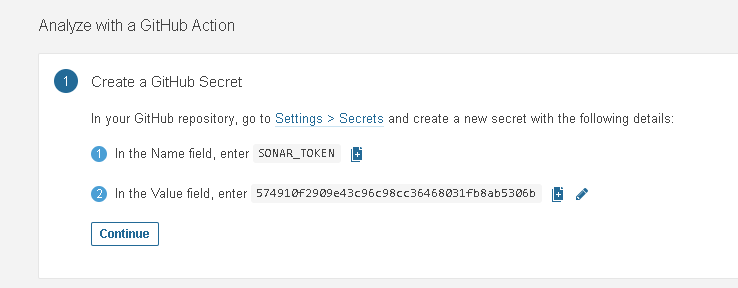 Analyze with a GitHub Action
1 Create a GitHub Secret
In your GitHub repository, go to Settings > Secrets and create a new secret with the following details:
1 In the Name field, enter SONAR_TOKEN
2 In the Value field, enter 574910f2909e43c96c98cc36468031fb8ab5306b
Continue